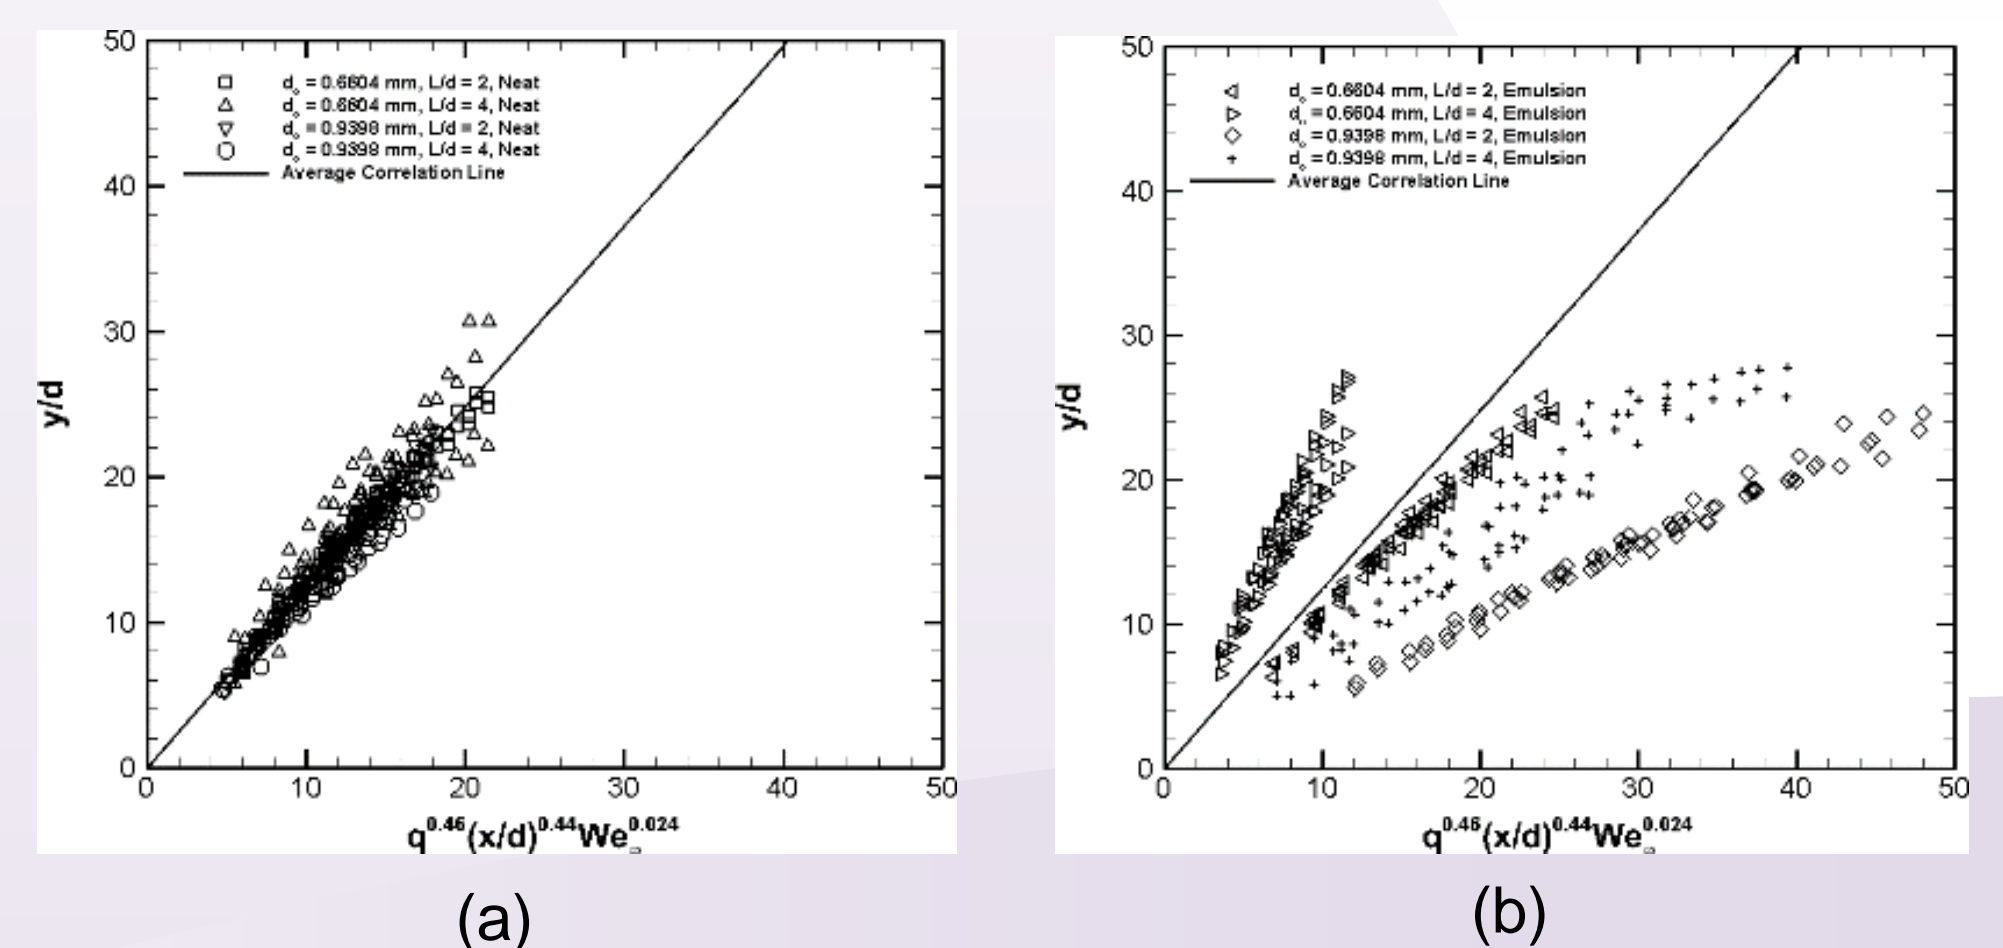 50
40
30
20
10
0
0 10 20 30 40 50
y/d
d₀ = 0.6604 mm, L/d = 2, Neat
d₀ = 0.6604 mm, L/d = 4, Neat
d₀ = 0.9398 mm, L/d = 2, Neat
d₀ = 0.9398 mm, L/d = 4, Neat
Average Correlation Line
q^0.46(x/d)^0.44We^0.024
(a)
50
40
30
20
10
0
0 10 20 30 40 50
y/d
d₀ = 0.6604 mm, L/d = 2, Emulsion
d₀ = 0.6604 mm, L/d = 4, Emulsion
d₀ = 0.9398 mm, L/d = 2, Emulsion
d₀ = 0.9398 mm, L/d = 4, Emulsion
Average Correlation Line
q^0.46(x/d)^0.44We^0.024
(b)